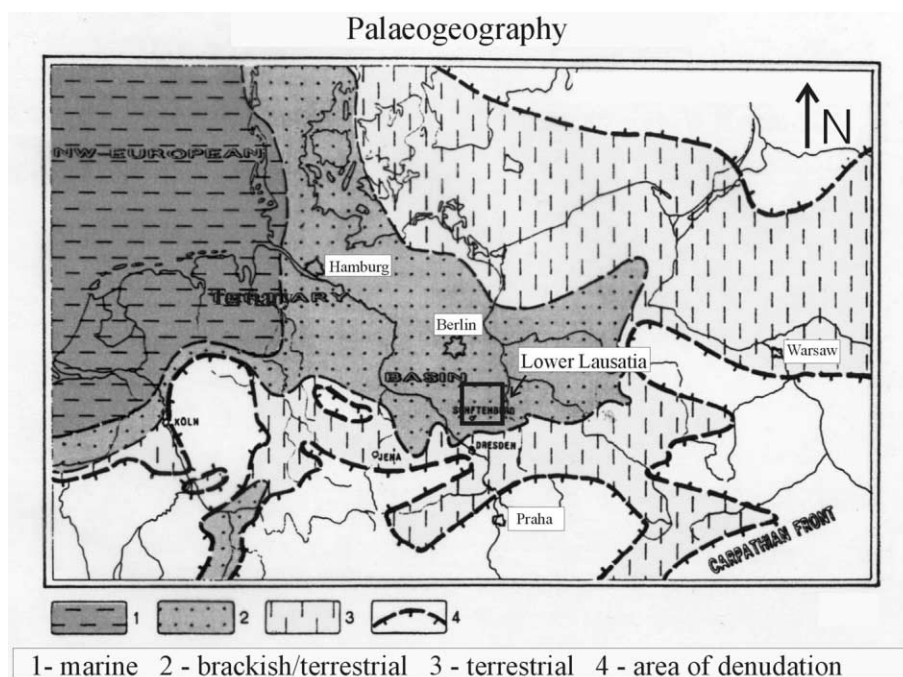 Palaeogeography
N
NW-EUROPEAN
Hamburg
TERTIARY
Berlin
Lower Lausatia
Warsaw
BASIN
SENFTENBERG
KÖLN
DRESDEN
JENA
Praha
CARPATHIAN FRONT
1 2 3 4
1- marine 2 - brackish/terrestrial 3 - terrestrial 4 - area of denudation